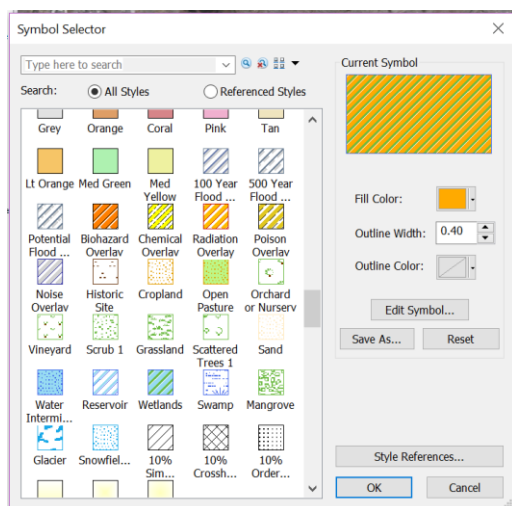 Symbol Selector
Type here to search
Search:
All Styles
Referenced Styles
Grey Orange Coral Pink Tan
Lt Orange Med Green Med Yellow 100 Year Flood ... 500 Year Flood ...
Potential Flood ... Biohazard Overlay Chemical Overlay Radiation Overlay Poison Overlay
Noise Overlay Historic Site Cropland Open Pasture Orchard or Nursery
Vineyard Scrub 1 Grassland Scattered Trees 1 Sand
Water Intermi... Reservoir Wetlands Swamp Mangrove
Glacier Snowfiel... 10% Sim... 10% Crossh... 10% Order...
Current Symbol
Fill Color:
Outline Width: 0.40
Outline Color:
Edit Symbol...
Save As... Reset
Style References...
OK Cancel